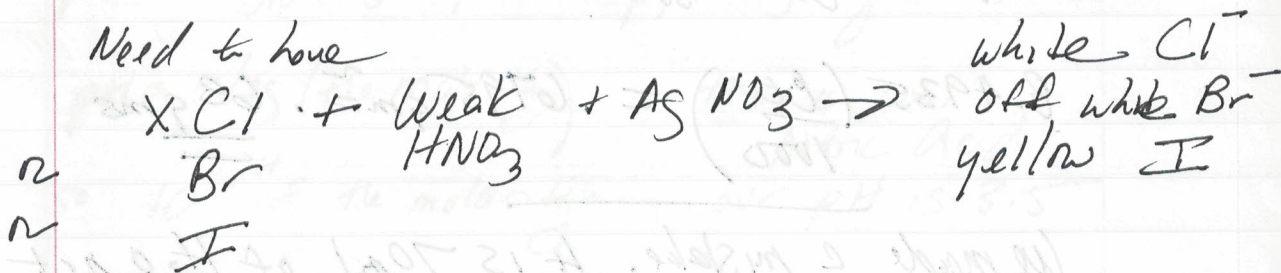 Need to have
white Cl⁻
X Cl + Weak HNO₃ + Ag NO₃ → off white Br⁻
Br
yellow I
I